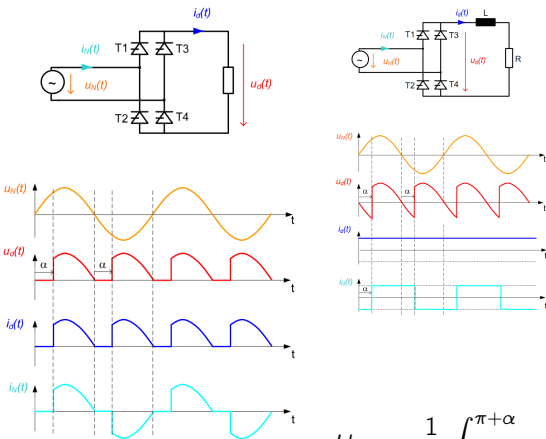 i_d(t)
T1 T3
i_N(t)
~
u_N(t)
u_d(t)
T2 T4
u_N(t)
t
u_d(t)
α α
t
i_d(t)
t
i_N(t)
t
i_d(t) L
i_N(t) T1 T3
~
u_N(t) u_d(t) R
T2 T4
u_N(t)
t
u_d(t)
α α
t
i_d(t)
t
i_N(t)
α
t
1 ∫ π+α